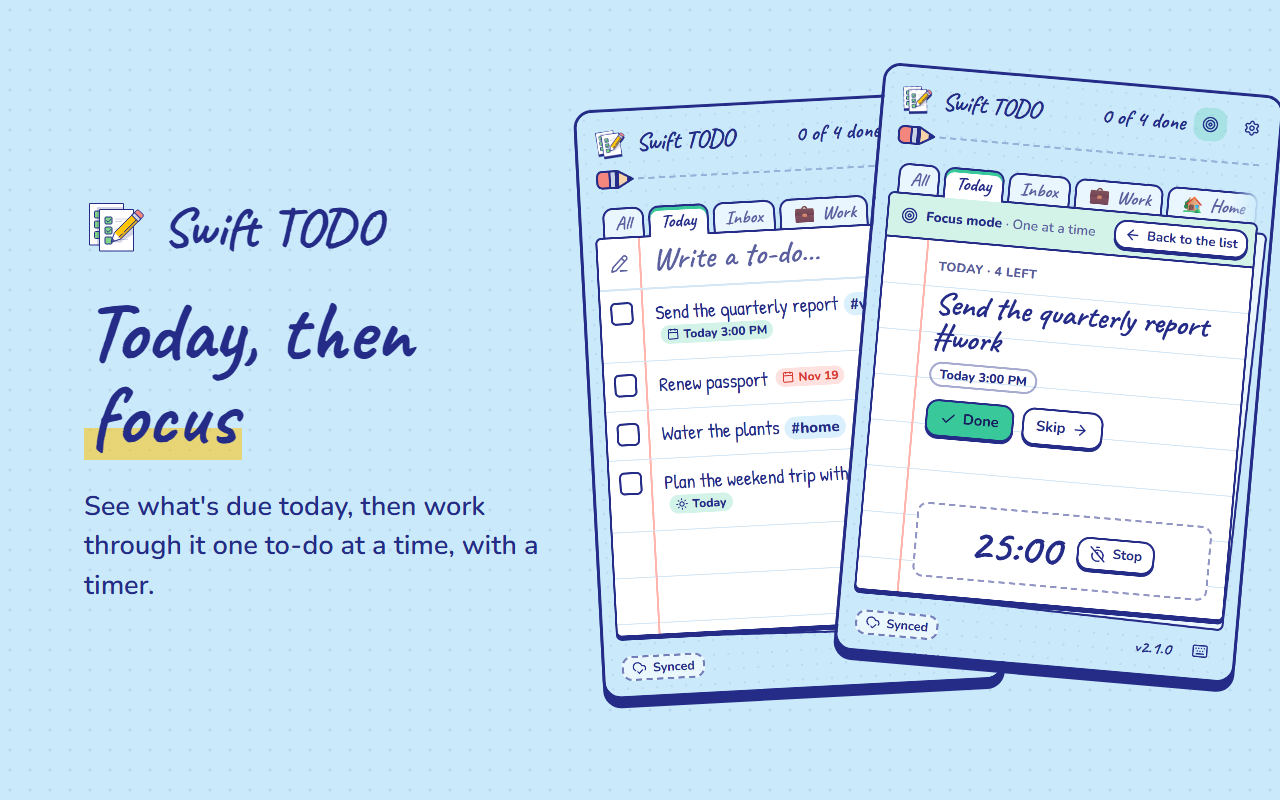 Swift TODO
Today, then
focus
See what's due today, then work
through it one to-do at a time, with a
timer.
Swift TODO
0 of 4 done
All
Today
Inbox
Work
Write a to-do...
Send the quarterly report
Today 3:00 PM
Renew passport Nov 19
Water the plants #home
Plan the weekend trip with
Today
Synced
Swift TODO
0 of 4 done
All
Today
Inbox
Work
Home
Focus mode · One at a time
Back to the list
TODAY · 4 LEFT
Send the quarterly report
#work
Today 3:00 PM
Done
Skip
25:00
Stop
Synced
v2.1.0